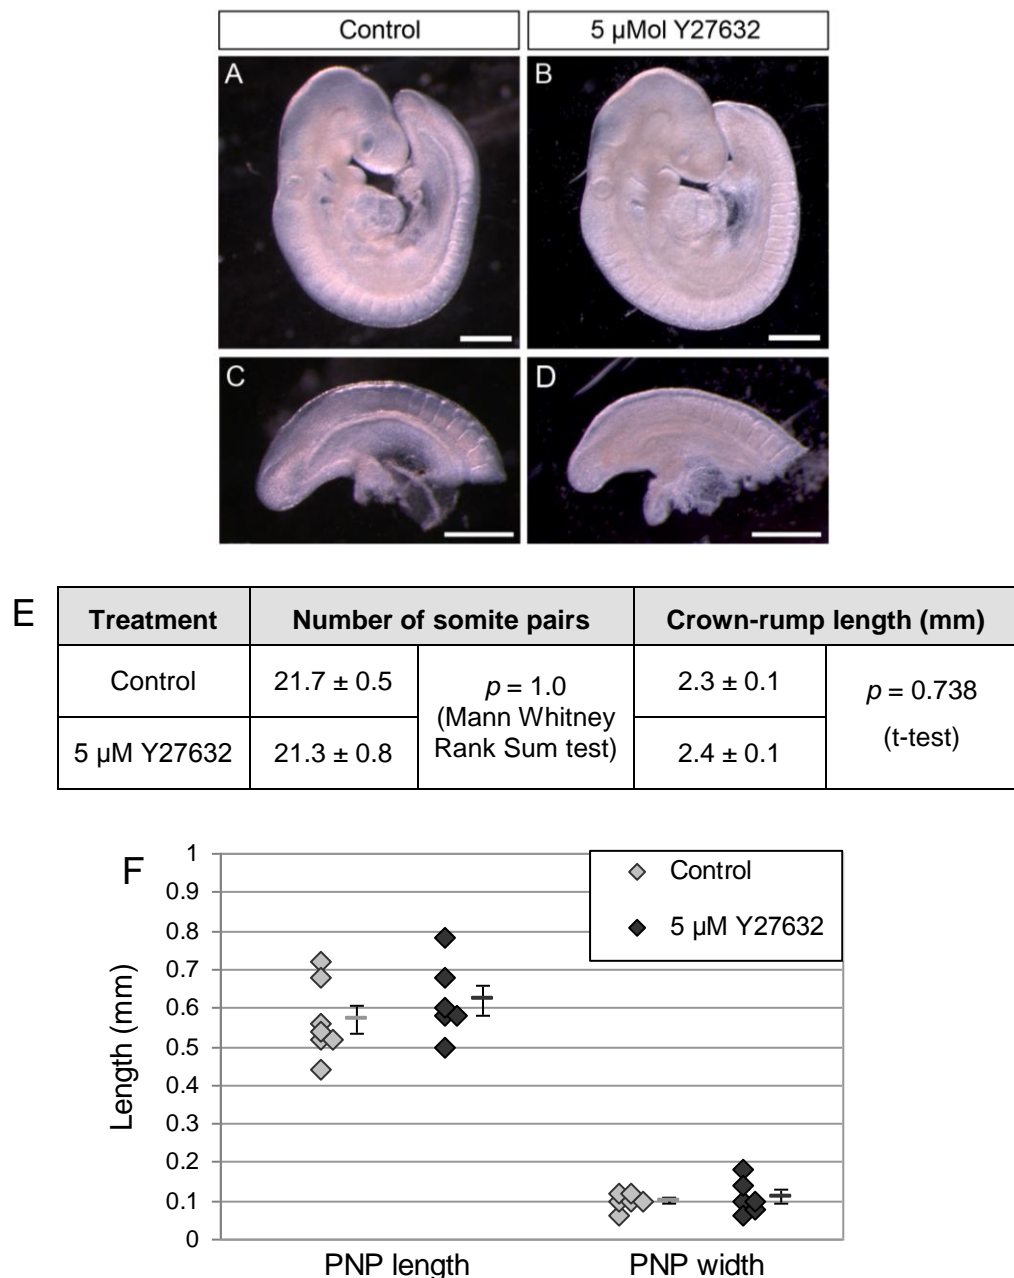 Control
5 µMol Y27632
A
B
C
D
E
Treatment
Number of somite pairs
Crown-rump length (mm)
Control
21.7 ± 0.5
p = 1.0
(Mann Whitney
Rank Sum test)
2.3 ± 0.1
p = 0.738
(t-test)
5 µM Y27632
21.3 ± 0.8
2.4 ± 0.1
F
1
0.9
0.8
0.7
0.6
0.5
0.4
0.3
0.2
0.1
0
Length (mm)
Control
5 µM Y27632
PNP length
PNP width